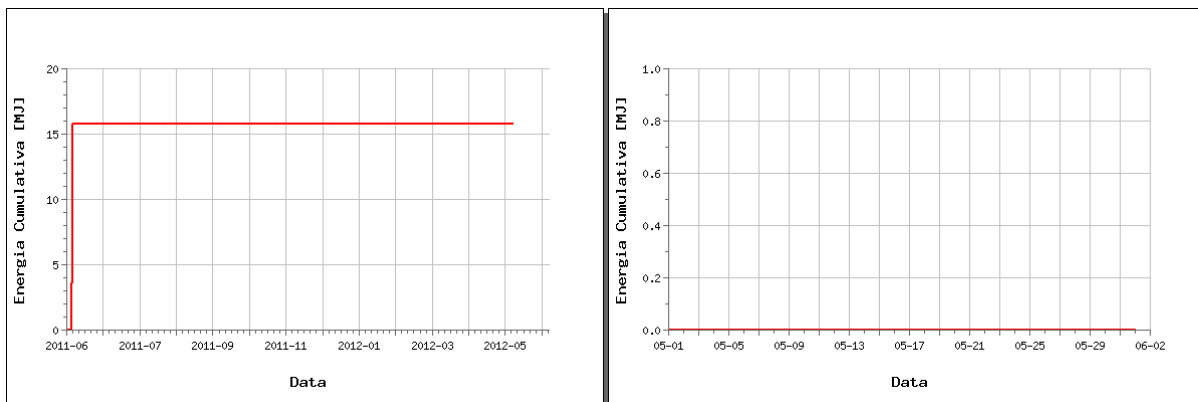 20
15
10
5
0
Energia Cumulativa [MJ]
2011-06 2011-07 2011-09 2011-11 2012-01 2012-03 2012-05
Data
1.0
0.8
0.6
0.4
0.2
0.0
Energia Cumulativa [MJ]
05-01 05-05 05-09 05-13 05-17 05-21 05-25 05-29 06-02
Data